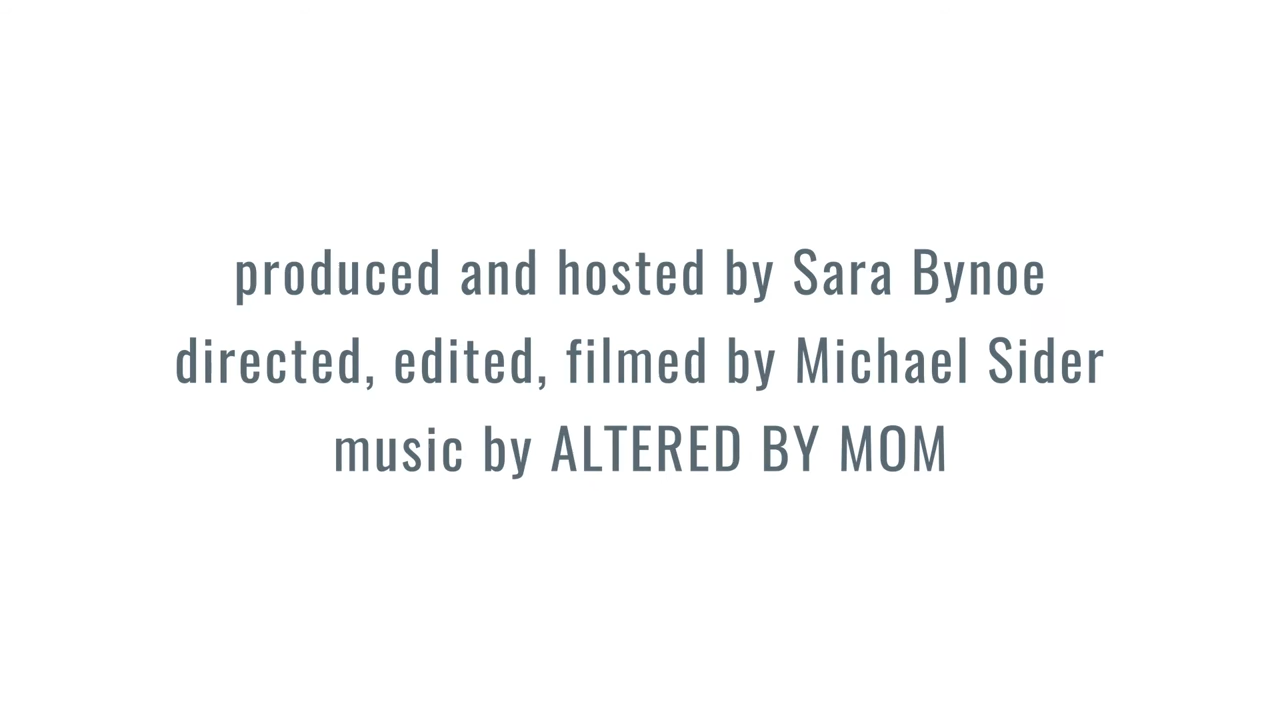 produced and hosted by Sara Bynoe
directed, edited, filmed by Michael Sider
music by ALTERED BY MOM